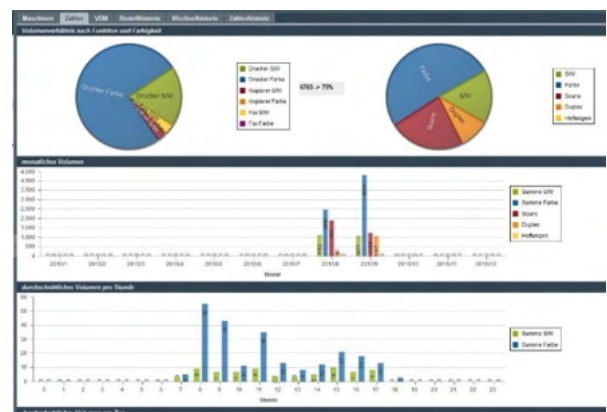 Maschinen Zähler VDM Bestellhistorie Wechselhistorie Zählerhistorie
Volumenverhältnis nach Funktion und Farbigkeit
Drucker Farbe
Drucker S/W
Drucker S/W
Drucker Farbe
Kopierer S/W
Kopierer Farbe
Fax S/W
Fax Farbe
6765 -> 75%
Farbe
S/W
Scans
Duplex
S/W
Farbe
Scans
Duplex
Heftungen
monatliches Volumen
4.500
4.000
3.500
3.000
2.500
2.000
1.500
1.000
500
0
2015/1 2015/2 2015/3 2015/4 2015/5 2015/6 2015/7 2015/8 2015/9 2015/10 2015/11 2015/12
Monat
Summe S/W
Summe Farbe
Scans
Duplex
Heftungen
durchschnittliches Volumen pro Stunde
60
50
40
30
20
10
0
0 1 2 3 4 5 6 7 8 9 10 11 12 13 14 15 16 17 18 19 20 21 22 23
Stunde
Summe S/W
Summe Farbe